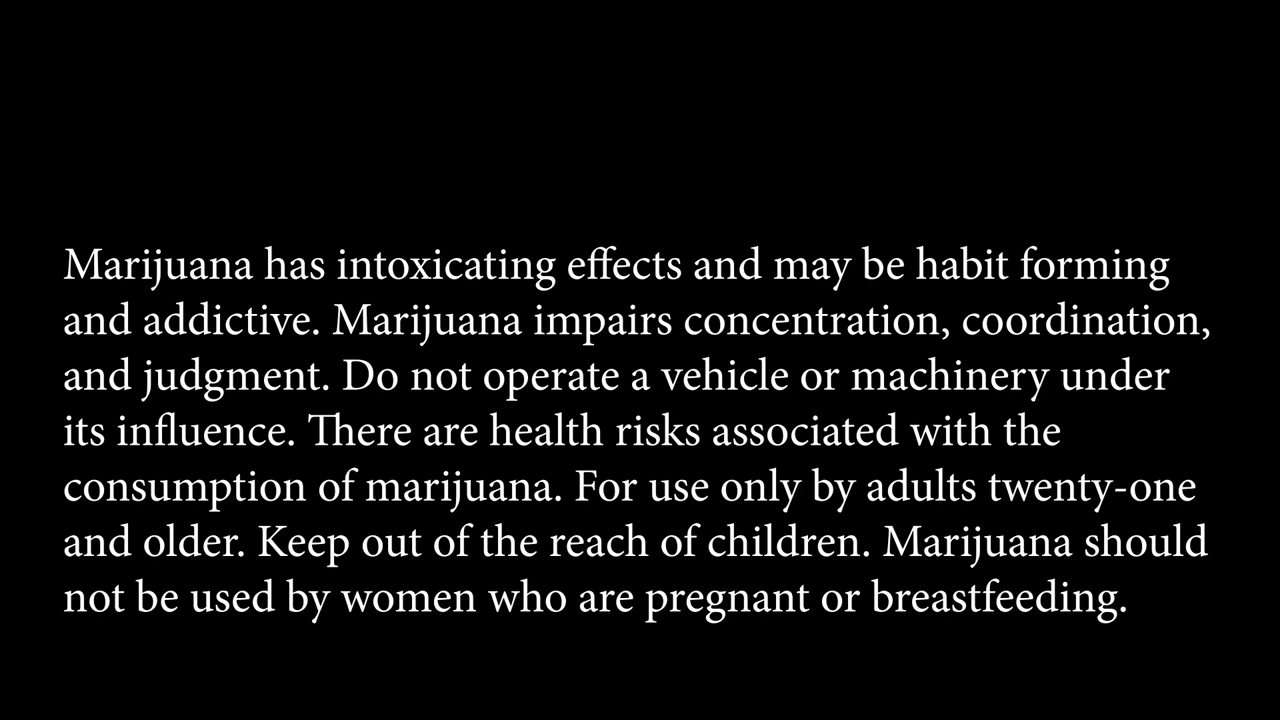 Marijuana has intoxicating effects and may be habit forming
and addictive. Marijuana impairs concentration, coordination,
and judgment. Do not operate a vehicle or machinery under
its influence. There are health risks associated with the
consumption of marijuana. For use only by adults twenty-one
and older. Keep out of the reach of children. Marijuana should
not be used by women who are pregnant or breastfeeding.